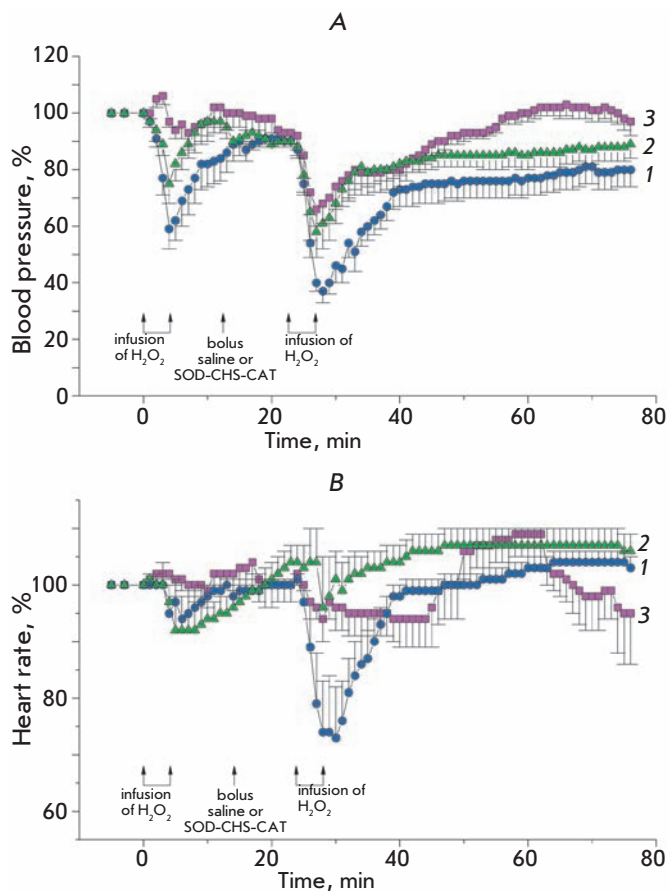 A
Blood pressure, %
120
100
80
60
40
20
0
3
2
1
infusion
of H₂O₂
bolus
saline or
SOD-CHS-CAT
infusion of
H₂O₂
0 20 40 60 80
Time, min
B
Heart rate, %
100
80
60
55
2
1
3
infusion
of H₂O₂
bolus
saline or
SOD-CHS-CAT
infusion of
H₂O₂
0 20 40 60 80
Time, min